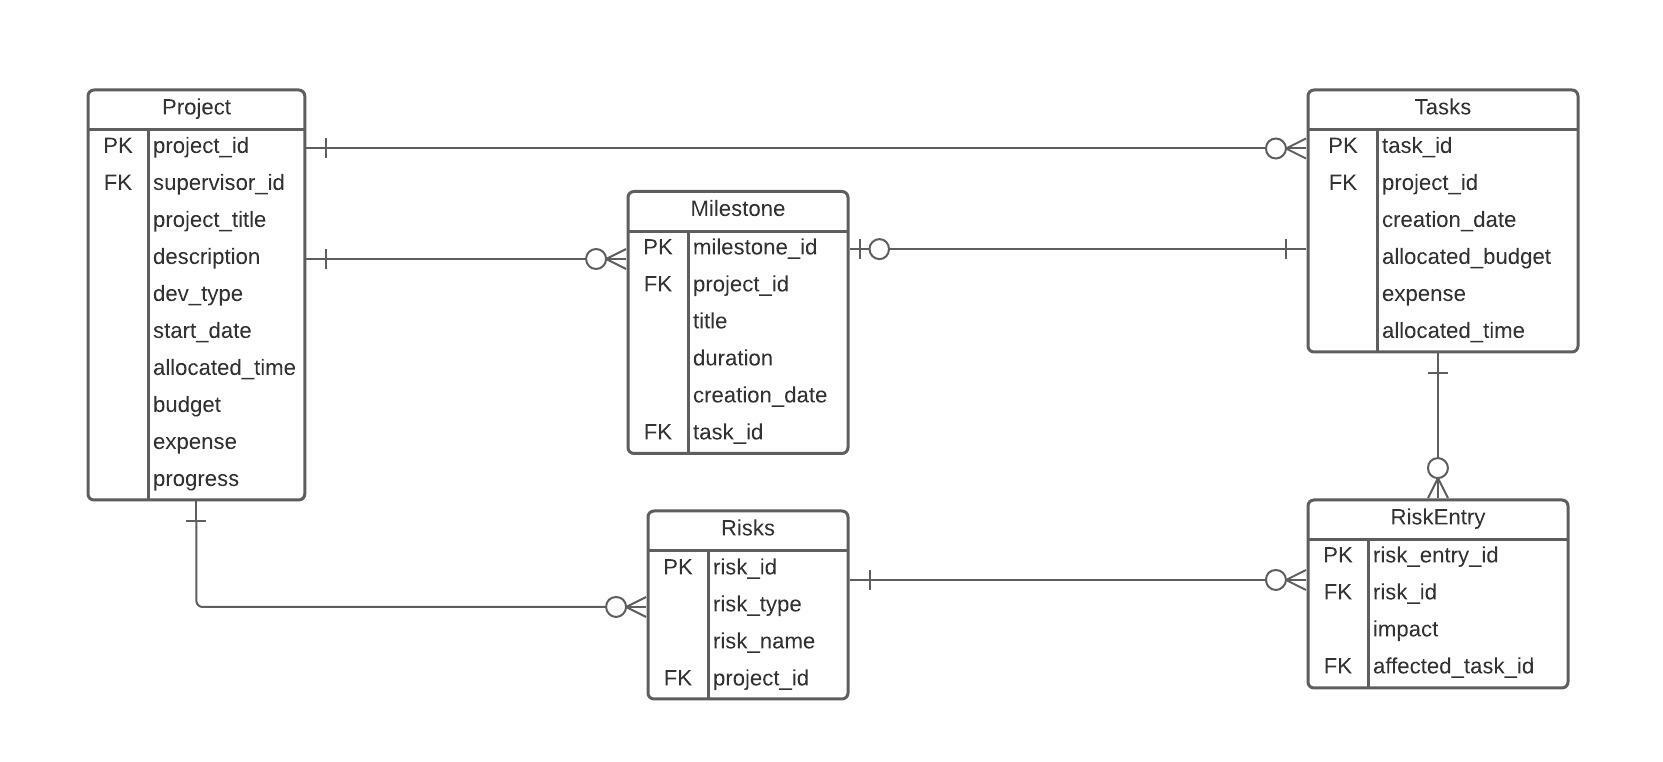 Project
PK project_id
FK supervisor_id
project_title
description
dev_type
start_date
allocated_time
budget
expense
progress
Milestone
PK milestone_id
FK project_id
title
duration
creation_date
FK task_id
Tasks
PK task_id
FK project_id
creation_date
allocated_budget
expense
allocated_time
Risks
PK risk_id
risk_type
risk_name
FK project_id
RiskEntry
PK risk_entry_id
FK risk_id
impact
FK affected_task_id